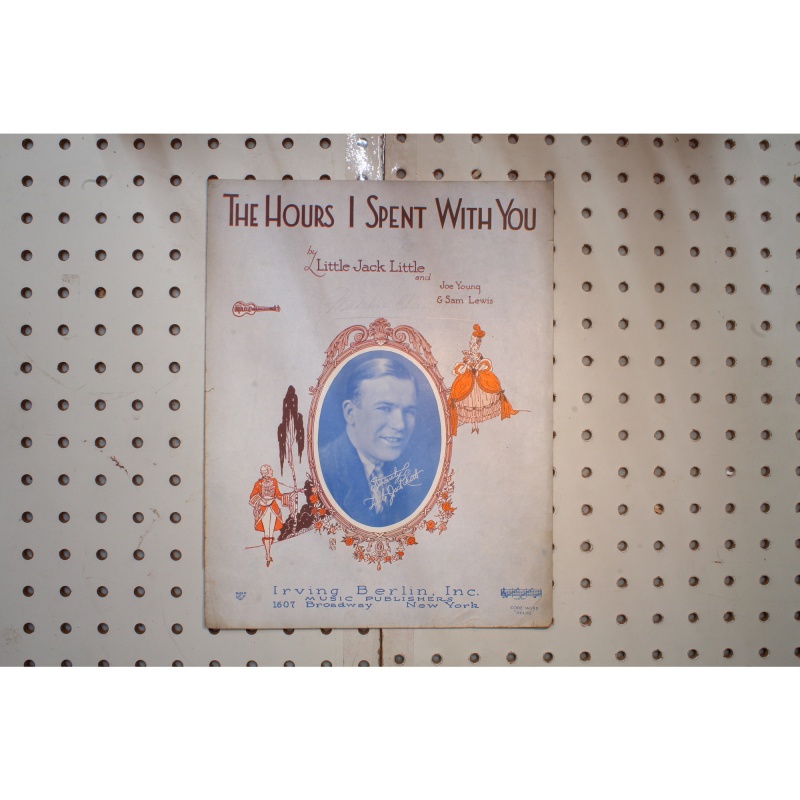 THE HOURS I SPENT WITH YOU
by
Little Jack Little
and
Joe Young
& Sam Lewis
Irving Berlin, Inc.
MUSIC PUBLISHERS
1607 Broadway New York